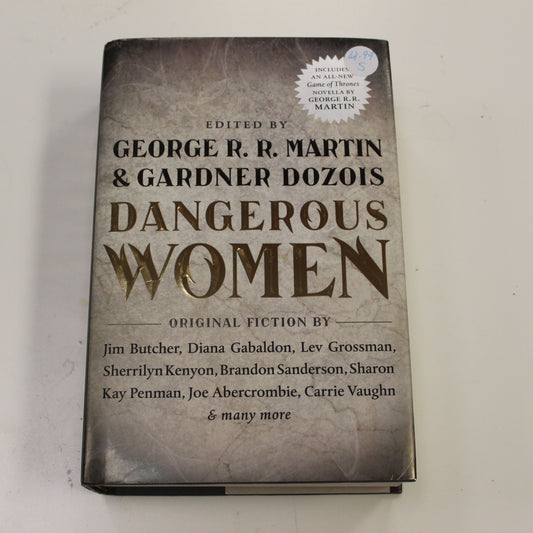 INCLUDES
AN ALL-NEW
Game of Thrones
NOVELLA BY
GEORGE R.R.
MARTIN
EDITED BY
GEORGE R. R. MARTIN
& GARDNER DOZOIS
DANGEROUS
WOMEN
ORIGINAL FICTION BY
Jim Butcher, Diana Gabaldon, Lev Grossman,
Sherrilyn Kenyon, Brandon Sanderson, Sharon
Kay Penman, Joe Abercrombie, Carrie Vaughn
& many more